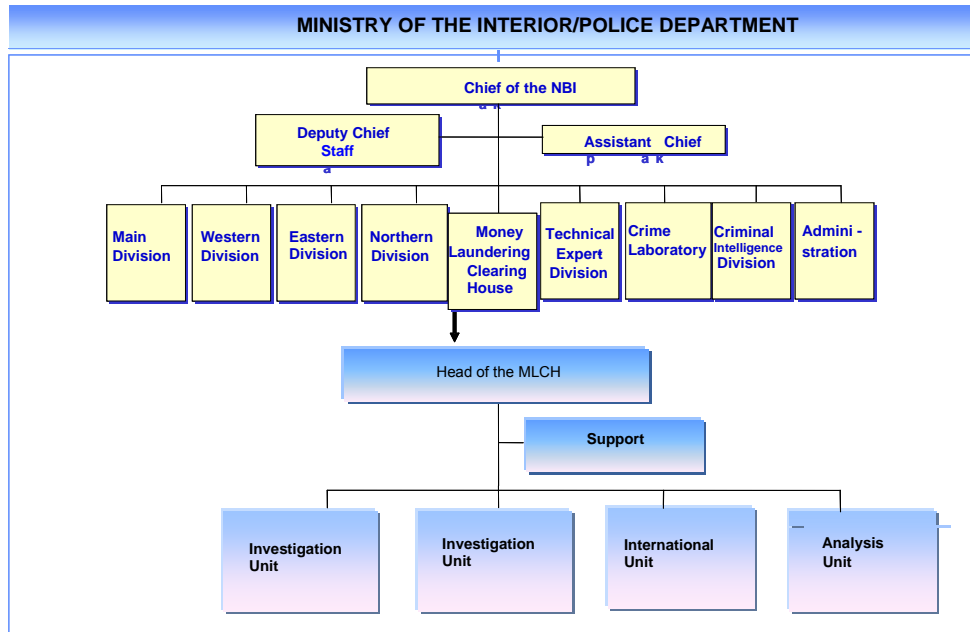 MINISTRY OF THE INTERIOR/POLICE DEPARTMENT
Chief of the NBI
Deputy Chief
Staff
Assistant Chief
Main
Division
Western
Division
Eastern
Division
Northern
Division
Money
Laundering
Clearing
House
Technical
Expert
Division
Crime
Laboratory
Criminal
Intelligence
Division
Admini -
stration
Head of the MLCH
Support
Investigation
Unit
Investigation
Unit
International
Unit
Analysis
Unit